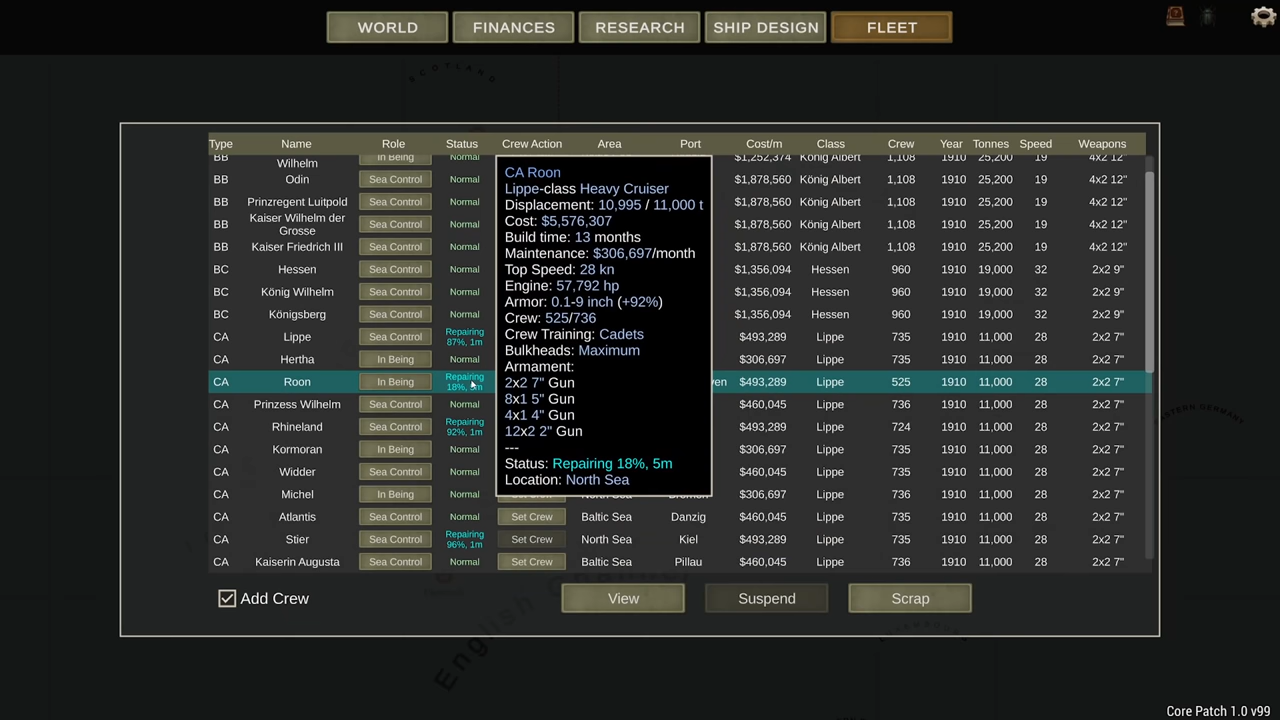 WORLD FINANCES RESEARCH SHIP DESIGN FLEET
SCOTLAND
Type Name Role Status Crew Action Area Port Cost/m Class Crew Year Tonnes Speed Weapons
BB Wilhelm In Being Normal $1,252,374 König Albert 1,108 1910 25,200 19 4x2 12"
BB Odin Sea Control Normal $1,878,560 König Albert 1,108 1910 25,200 19 4x2 12"
BB Prinzregent Luitpold Sea Control Normal $1,878,560 König Albert 1,108 1910 25,200 19 4x2 12"
BB Kaiser Wilhelm der Grosse Sea Control Normal $1,878,560 König Albert 1,108 1910 25,200 19 4x2 12"
BB Kaiser Friedrich III Sea Control Normal $1,878,560 König Albert 1,108 1910 25,200 19 4x2 12"
BC Hessen Sea Control Normal $1,356,094 Hessen 960 1910 19,000 32 2x2 9"
BC König Wilhelm Sea Control Normal $1,356,094 Hessen 960 1910 19,000 32 2x2 9"
BC Königsberg Sea Control Normal $1,356,094 Hessen 960 1910 19,000 32 2x2 9"
CA Lippe Sea Control Repairing 87%, 1m $493,289 Lippe 735 1910 11,000 28 2x2 7"
CA Hertha In Being Normal $306,697 Lippe 735 1910 11,000 28 2x2 7"
CA Roon In Being Repairing 18%, 5m ven $493,289 Lippe 525 1910 11,000 28 2x2 7"
CA Prinzess Wilhelm Sea Control Normal $460,045 Lippe 736 1910 11,000 28 2x2 7"
CA Rhineland Sea Control Repairing 92%, 1m $493,289 Lippe 724 1910 11,000 28 2x2 7"
CA Kormoran In Being Normal $306,697 Lippe 736 1910 11,000 28 2x2 7"
CA Widder Sea Control Normal $460,045 Lippe 736 1910 11,000 28 2x2 7"
CA Michel In Being Normal Set Crew North Sea Bremen $306,697 Lippe 736 1910 11,000 28 2x2 7"
CA Atlantis Sea Control Normal Set Crew Baltic Sea Danzig $460,045 Lippe 735 1910 11,000 28 2x2 7"
CA Stier Sea Control Repairing 96%, 1m Set Crew North Sea Kiel $493,289 Lippe 735 1910 11,000 28 2x2 7"
CA Kaiserin Augusta Sea Control Normal Set Crew Baltic Sea Pillau $460,045 Lippe 736 1910 11,000 28 2x2 7"
CA Roon
Lippe-class Heavy Cruiser
Displacement: 10,995 / 11,000 t
Cost: $5,576,307
Build time: 13 months
Maintenance: $306,697/month
Top Speed: 28 kn
Engine: 57,792 hp
Armor: 0.1-9 inch (+92%)
Crew: 525/736
Crew Training: Cadets
Bulkheads: Maximum
Armament:
2x2 7" Gun
8x1 5" Gun
4x1 4" Gun
12x2 2" Gun
---
Status: Repairing 18%, 5m
Location: North Sea
Add Crew View Suspend Scrap
English Channel
Core Patch 1.0 v99